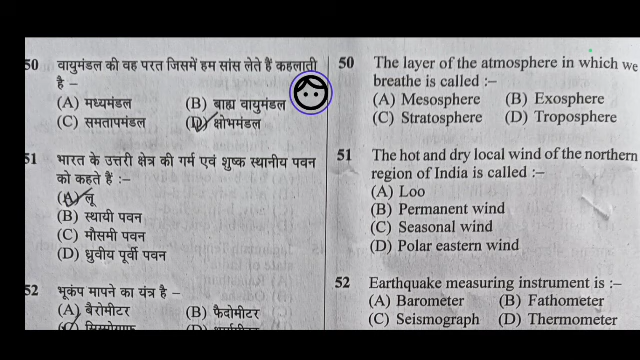 50 वायुमंडल की वह परत जिसमें हम सांस लेते हैं कहलाती
है –
(A) मध्यमंडल (B) बाह्य वायुमंडल
(C) समतापमंडल (D) क्षोभमंडल
51 भारत के उत्तरी क्षेत्र की गर्म एवं शुष्क स्थानीय पवन
को कहते हैं :–
(A) लू
(B) स्थायी पवन
(C) मौसमी पवन
(D) ध्रुवीय पूर्वी पवन
52 भूकंप मापने का यंत्र है –
(A) बैरोमीटर (B) फैदोमीटर
50 The layer of the atmosphere in which we
breathe is called :–
(A) Mesosphere (B) Exosphere
(C) Stratosphere (D) Troposphere
51 The hot and dry local wind of the northern
region of India is called :–
(A) Loo
(B) Permanent wind
(C) Seasonal wind
(D) Polar eastern wind
52 Earthquake measuring instrument is :–
(A) Barometer (B) Fathometer
(C) Seismograph (D) Thermometer